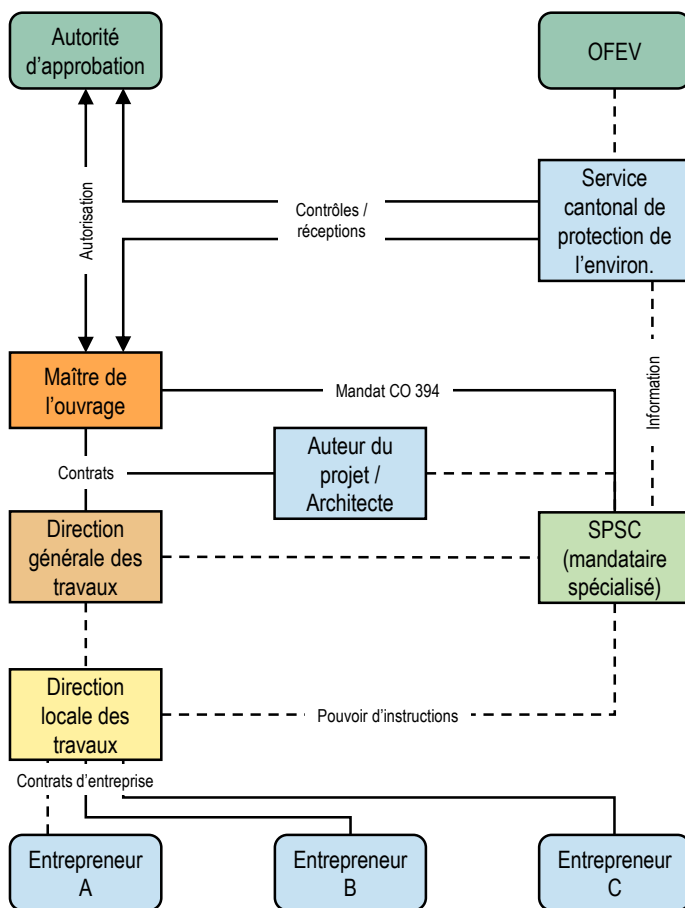 Autorité
d’approbation
OFEV
Service
cantonal de
protection de
l’environ.
Autorisation
Contrôles /
réceptions
Maître de
l’ouvrage
Mandat CO 394
Information
Contrats
Auteur du
projet /
Architecte
Direction
générale des
travaux
SPSC
(mandataire
spécialisé)
Direction
locale des
travaux
Pouvoir d’instructions
Contrats d’entreprise
Entrepreneur
A
Entrepreneur
B
Entrepreneur
C